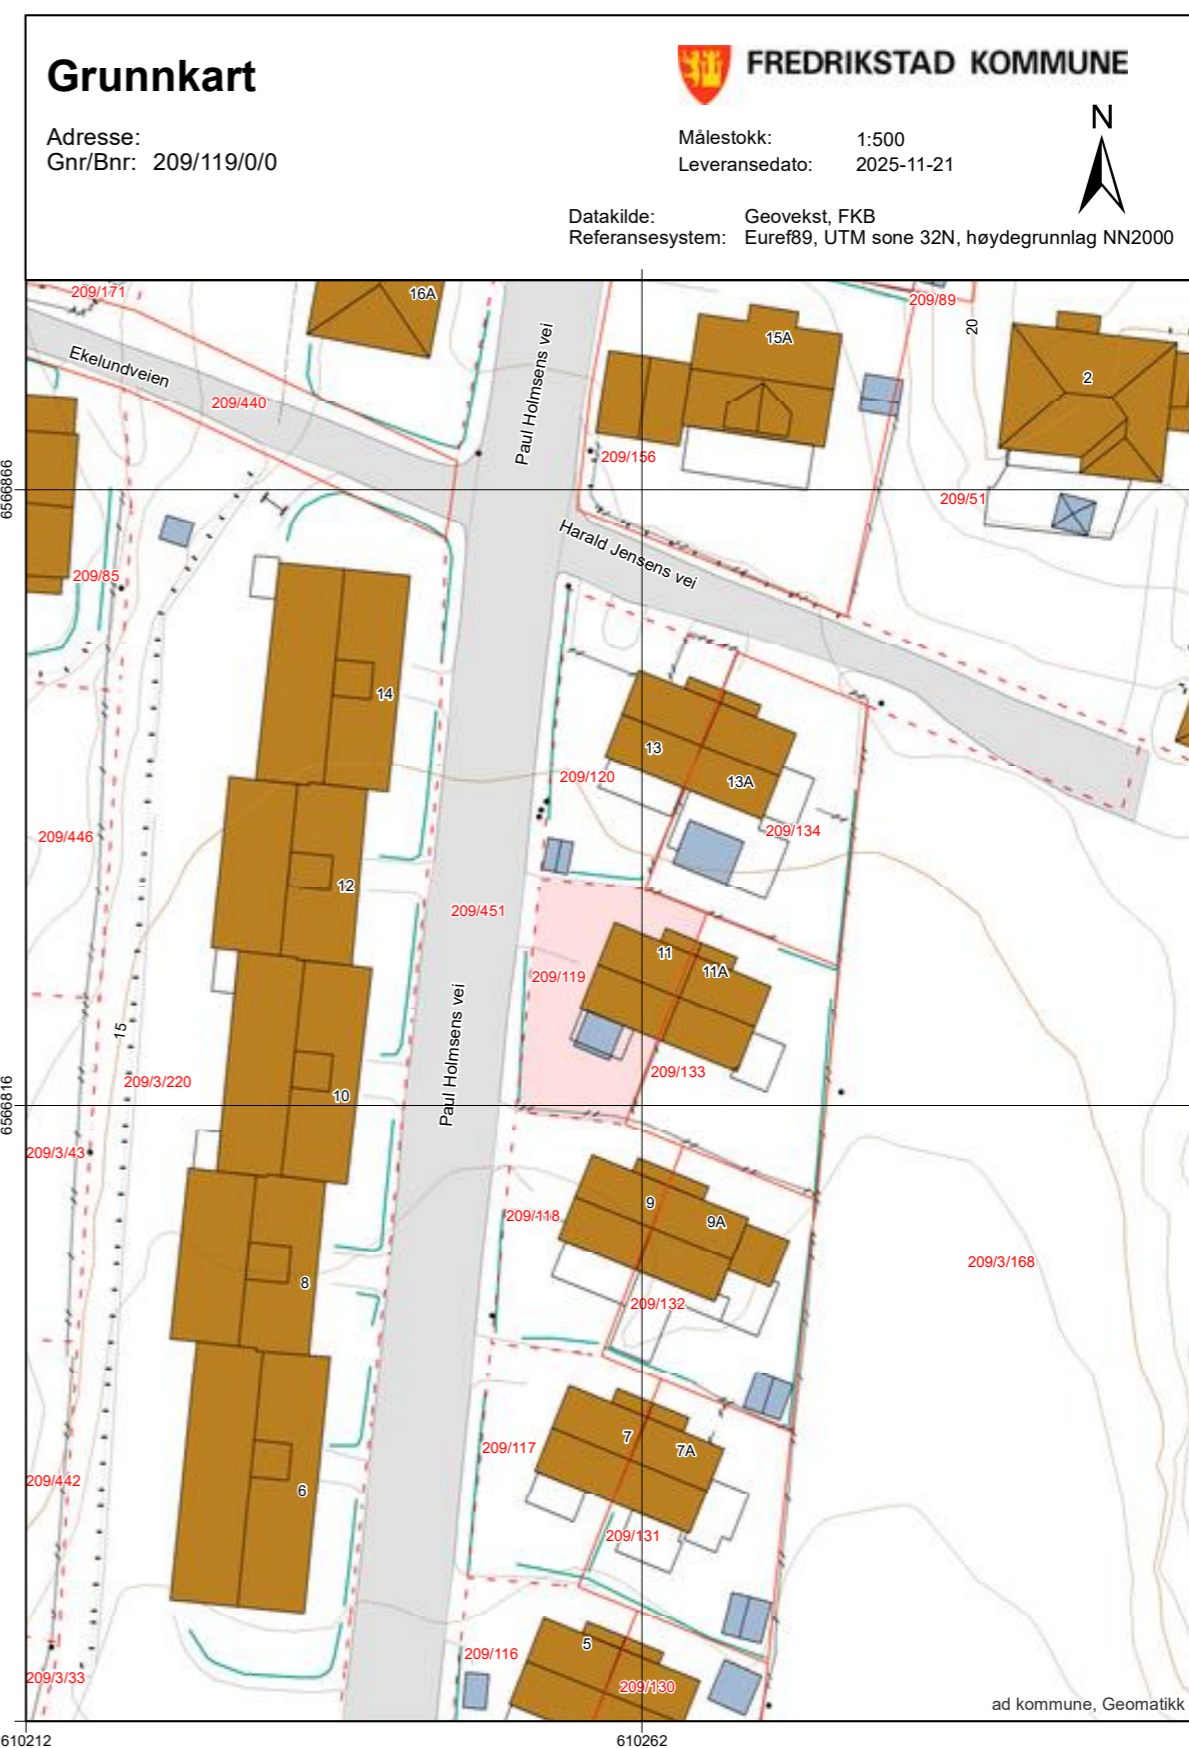 Grunnkart
FREDRIKSTAD KOMMUNE
Adresse:
Gnr/Bnr: 209/119/0/0
Målestokk: 1:500
Leveransedato: 2025-11-21
N
Datakilde: Geovekst, FKB
Referansesystem: Euref89, UTM sone 32N, høydegrunnlag NN2000
209/171
16A
209/89
20
15A
Paul Holmsens vei
Ekelundveien
2
209/440
209/156
6566866
209/51
Harald Jensens vei
209/85
14
13
13A
209/120
209/134
209/446
12
209/451
11
11A
209/119
15
Paul Holmsens vei
209/133
209/3/220
10
6566816
209/3/43
9
9A
209/118
209/3/168
8
209/132
7
7A
209/117
209/442
6
209/131
5
209/116
209/3/33
209/130
ad kommune, Geomatikk
610212
610262